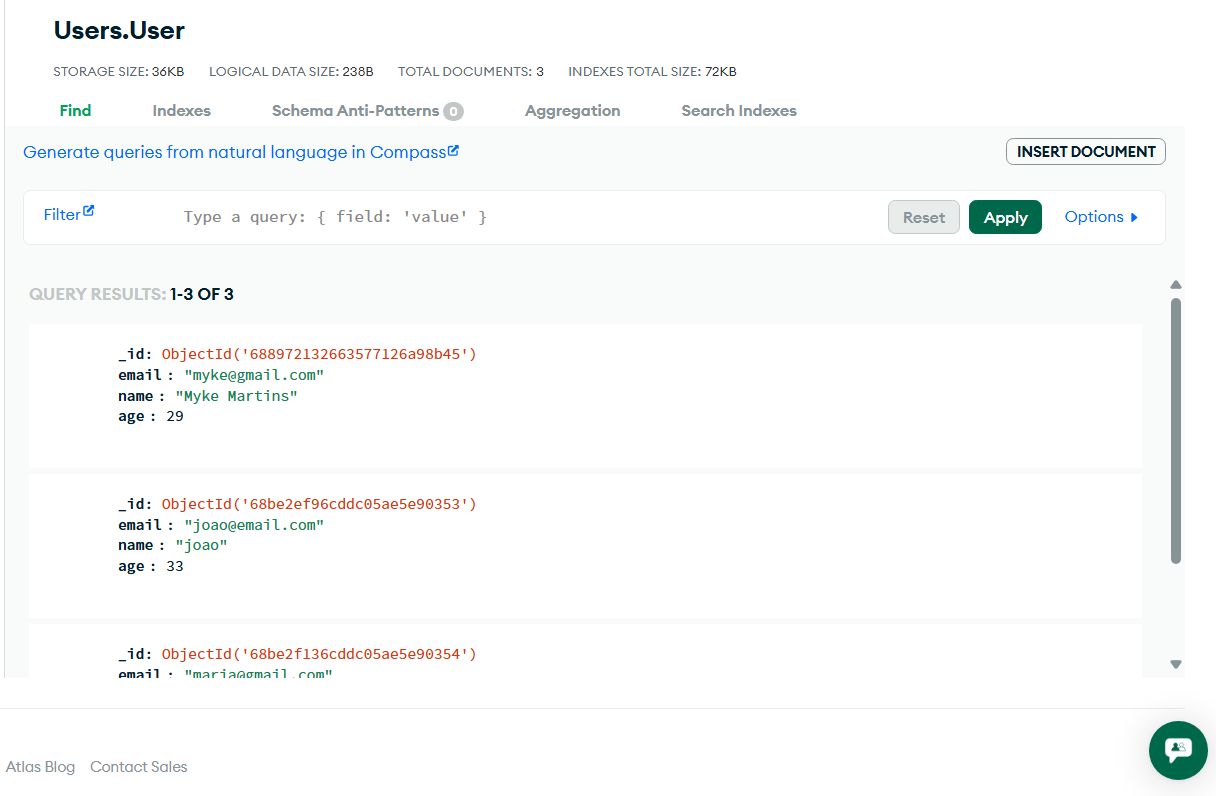 Users.User
STORAGE SIZE: 36KB LOGICAL DATA SIZE: 238B TOTAL DOCUMENTS: 3 INDEXES TOTAL SIZE: 72KB
Find Indexes Schema Anti-Patterns 0 Aggregation Search Indexes
Generate queries from natural language in Compass INSERT DOCUMENT
Filter Type a query: { field: 'value' } Reset Apply Options
QUERY RESULTS: 1-3 OF 3
_id: ObjectId('688972132663577126a98b45')
email : "myke@gmail.com"
name : "Myke Martins"
age : 29
_id: ObjectId('68be2ef96cddc05ae5e90353')
email : "joao@email.com"
name : "joao"
age : 33
_id: ObjectId('68be2f136cddc05ae5e90354')
email : "maria@gmail.com"
Atlas Blog Contact Sales